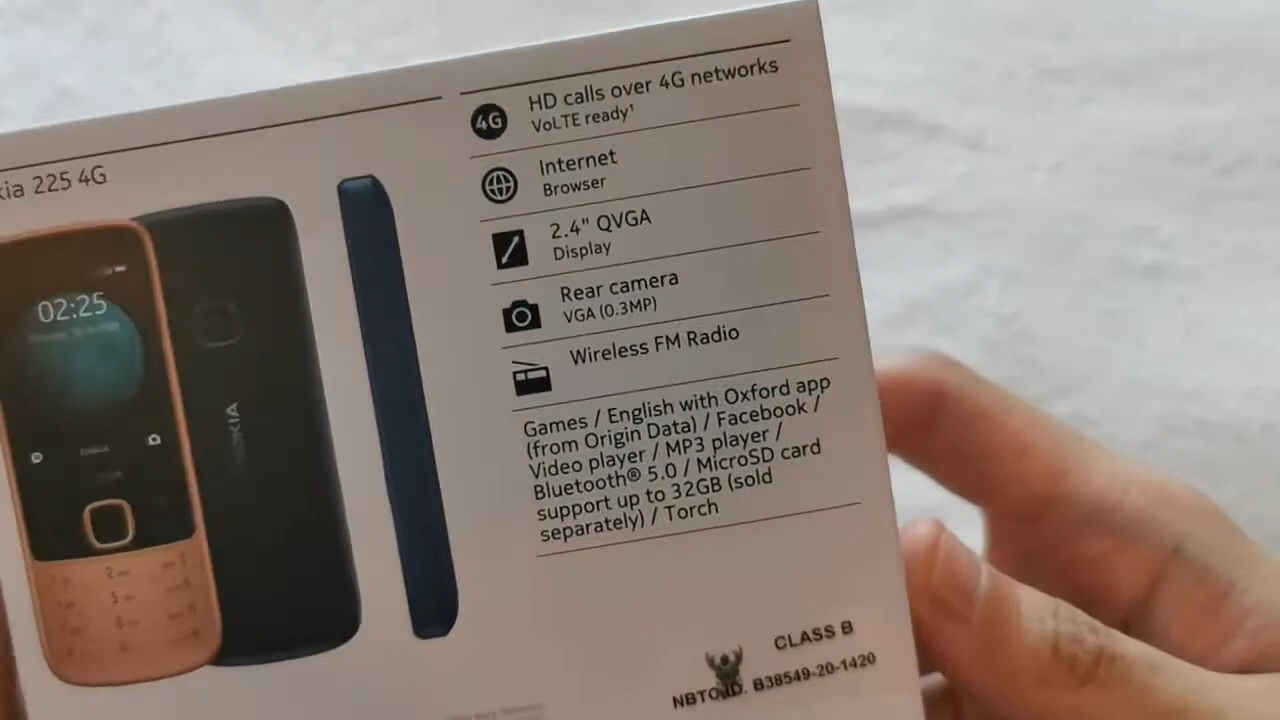 kia 225 4G
02:25
NOKIA
4G
HD calls over 4G networks
VoLTE ready¹
Internet
Browser
2.4" QVGA
Display
Rear camera
VGA (0.3MP)
Wireless FM Radio
Games / English with Oxford app
(from Origin Data) / Facebook /
Video player / MP3 player /
Bluetooth® 5.0 / MicroSD card
support up to 32GB (sold
separately) / Torch
CLASS B
NBTC ID. B38549-20-1420